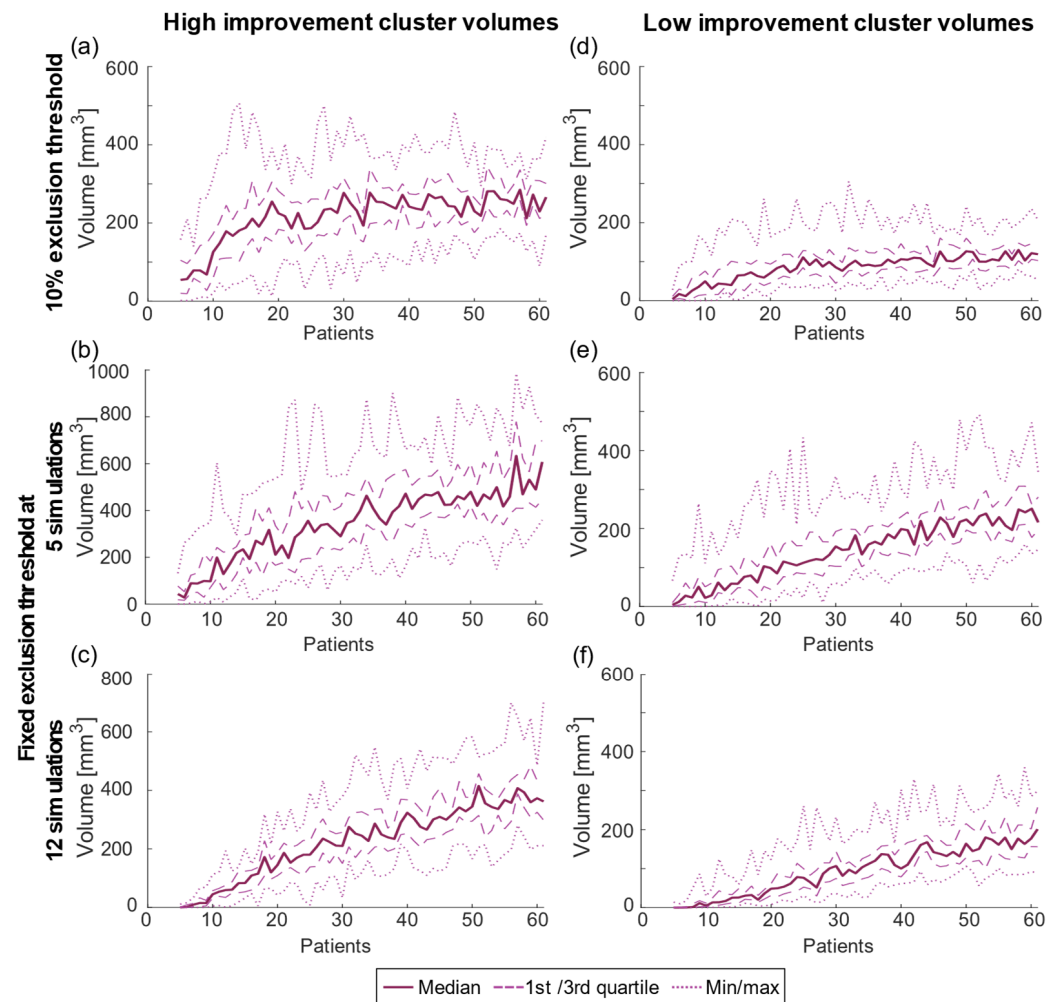 High improvement cluster volumes
Low improvement cluster volumes
10% exclusion threshold
Fixed exclusion threshold at
5 simulations
12 simulations
(a)
600
400
200
0
Volume [mm³]
0 10 20 30 40 50 60
Patients
(d)
600
400
200
0
Volume [mm³]
0 10 20 30 40 50 60
Patients
(b)
1000
800
600
400
200
0
Volume [mm³]
0 10 20 30 40 50 60
Patients
(e)
600
400
200
0
Volume [mm³]
0 10 20 30 40 50 60
Patients
(c)
800
600
400
200
0
Volume [mm³]
0 10 20 30 40 50 60
Patients
(f)
600
400
200
0
Volume [mm³]
0 10 20 30 40 50 60
Patients
Median 1st /3rd quartile Min/max